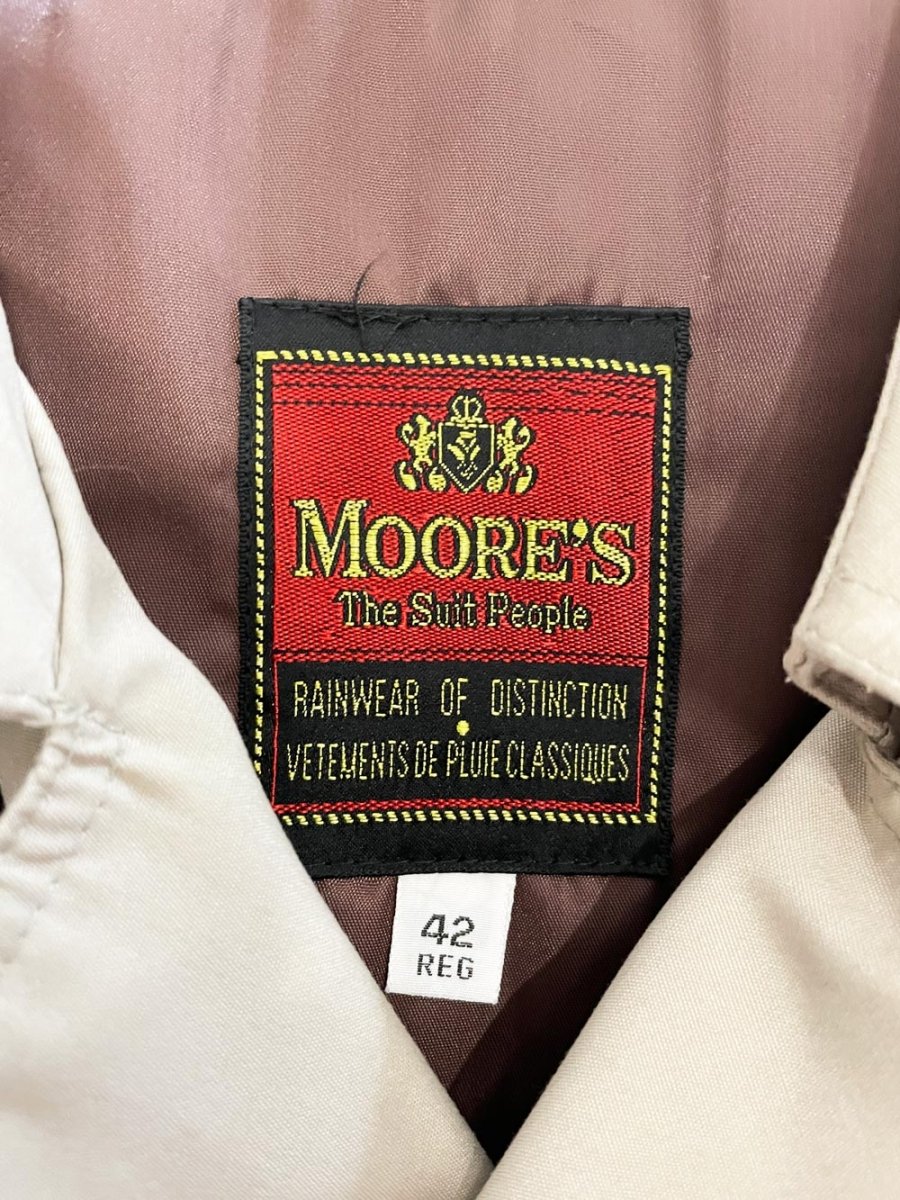 MOORE'S
The Suit People
RAINWEAR OF DISTINCTION
VETEMENTS DE PLUIE CLASSIQUES
42
REG